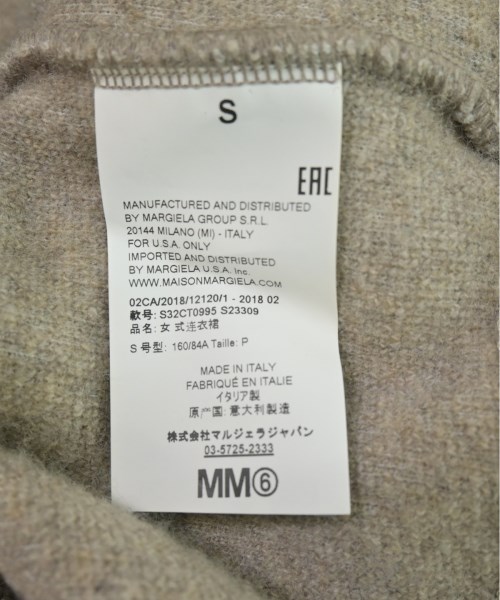 S
EAC
MANUFACTURED AND DISTRIBUTED
BY MARGIELA GROUP S.R.L
20144 MILANO (MI) - ITALY
FOR U.S.A. ONLY
IMPORTED AND DISTRIBUTED
BY MARGIELA U.S.A. Inc.
WWW.MAISONMARGIELA.COM
02CA/2018/12120/1 - 2018 02
款号: S32CT0995 S23309
品名: 女 式连衣裙
S 号型: 160/84A Taille: P
MADE IN ITALY
FABRIQUÉ EN ITALIE
イタリア製
原产国: 意大利製造
株式会社マルジェラジャパン
03-5725-2333
MM⑥